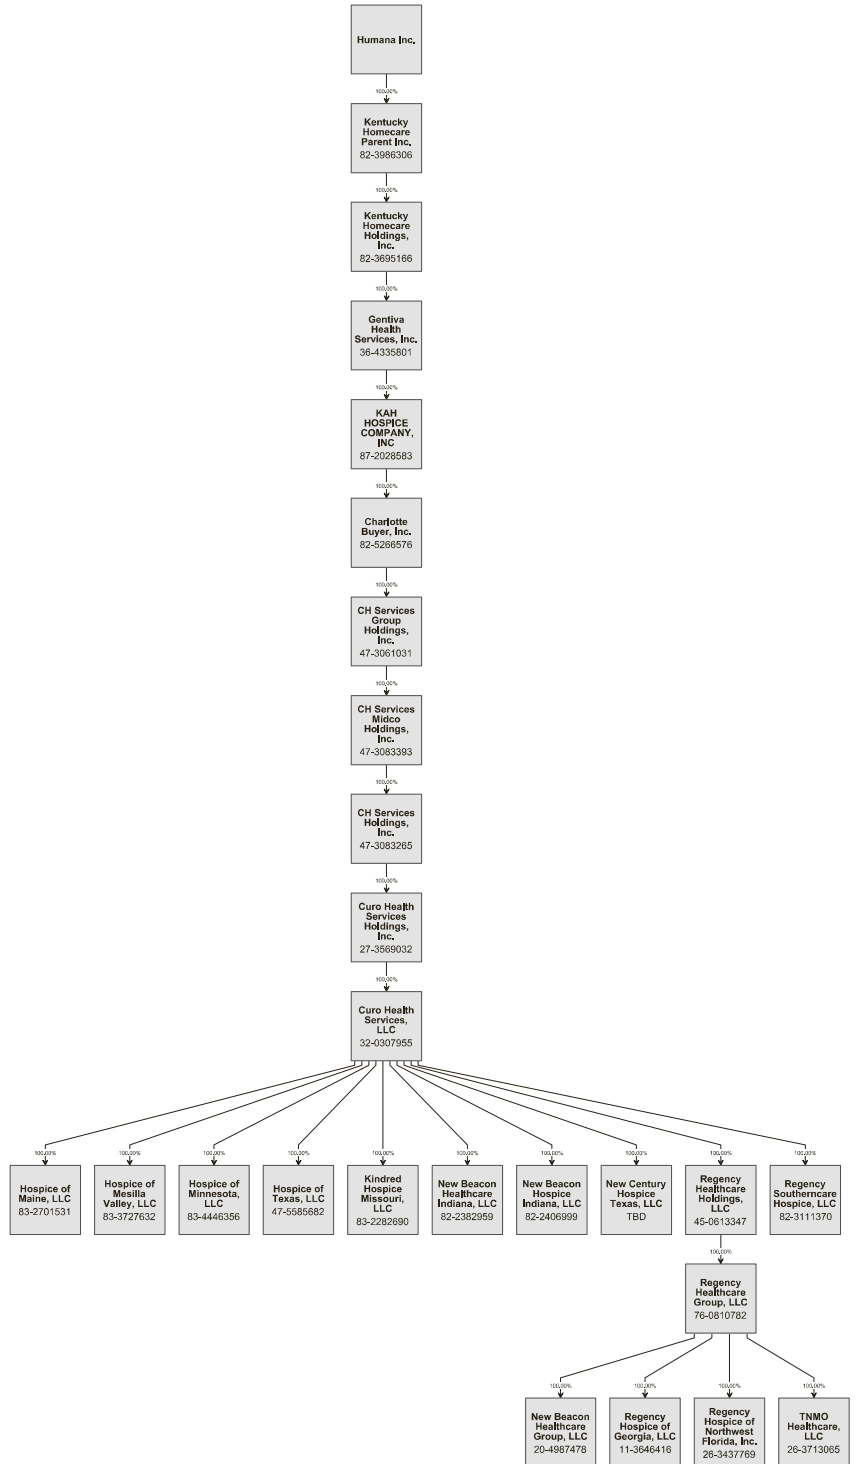 Humana Inc.
100.00%
Kentucky
Homecare
Parent Inc.
82-3986306
100.00%
Kentucky
Homecare
Holdings,
Inc.
82-3695166
100.00%
Gentiva
Health
Services, Inc.
36-4335801
100.00%
KAH
HOSPICE
COMPANY,
INC
87-2028583
100.00%
Charlotte
Buyer, Inc.
82-5266576
100.00%
CH Services
Group
Holdings,
Inc.
47-3061031
100.00%
CH Services
Midco
Holdings,
Inc.
47-3083393
100.00%
CH Services
Holdings,
Inc.
47-3083265
100.00%
Curo Health
Services
Holdings,
Inc.
27-3569032
100.00%
Curo Health
Services,
LLC
32-0307955
100.00%
Hospice of
Maine, LLC
83-2701531
100.00%
Hospice of
Mesilla
Valley, LLC
83-3727632
100.00%
Hospice of
Minnesota,
LLC
83-4446356
100.00%
Hospice of
Texas, LLC
47-5585682
100.00%
Kindred
Hospice
Missouri,
LLC
83-2282690
100.00%
New Beacon
Healthcare
Indiana, LLC
82-2382959
100.00%
New Beacon
Hospice
Indiana, LLC
82-2406999
100.00%
New Century
Hospice
Texas, LLC
TBD
100.00%
Regency
Healthcare
Holdings,
LLC
45-0613347
100.00%
Regency
Southerncare
Hospice, LLC
82-3111370
100.00%
Regency
Healthcare
Group, LLC
76-0810782
100.00%
New Beacon
Healthcare
Group, LLC
20-4987478
100.00%
Regency
Hospice of
Georgia, LLC
11-3646416
100.00%
Regency
Hospice of
Northwest
Florida, Inc.
26-3437769
100.00%
TNMO
Healthcare,
LLC
26-3713065